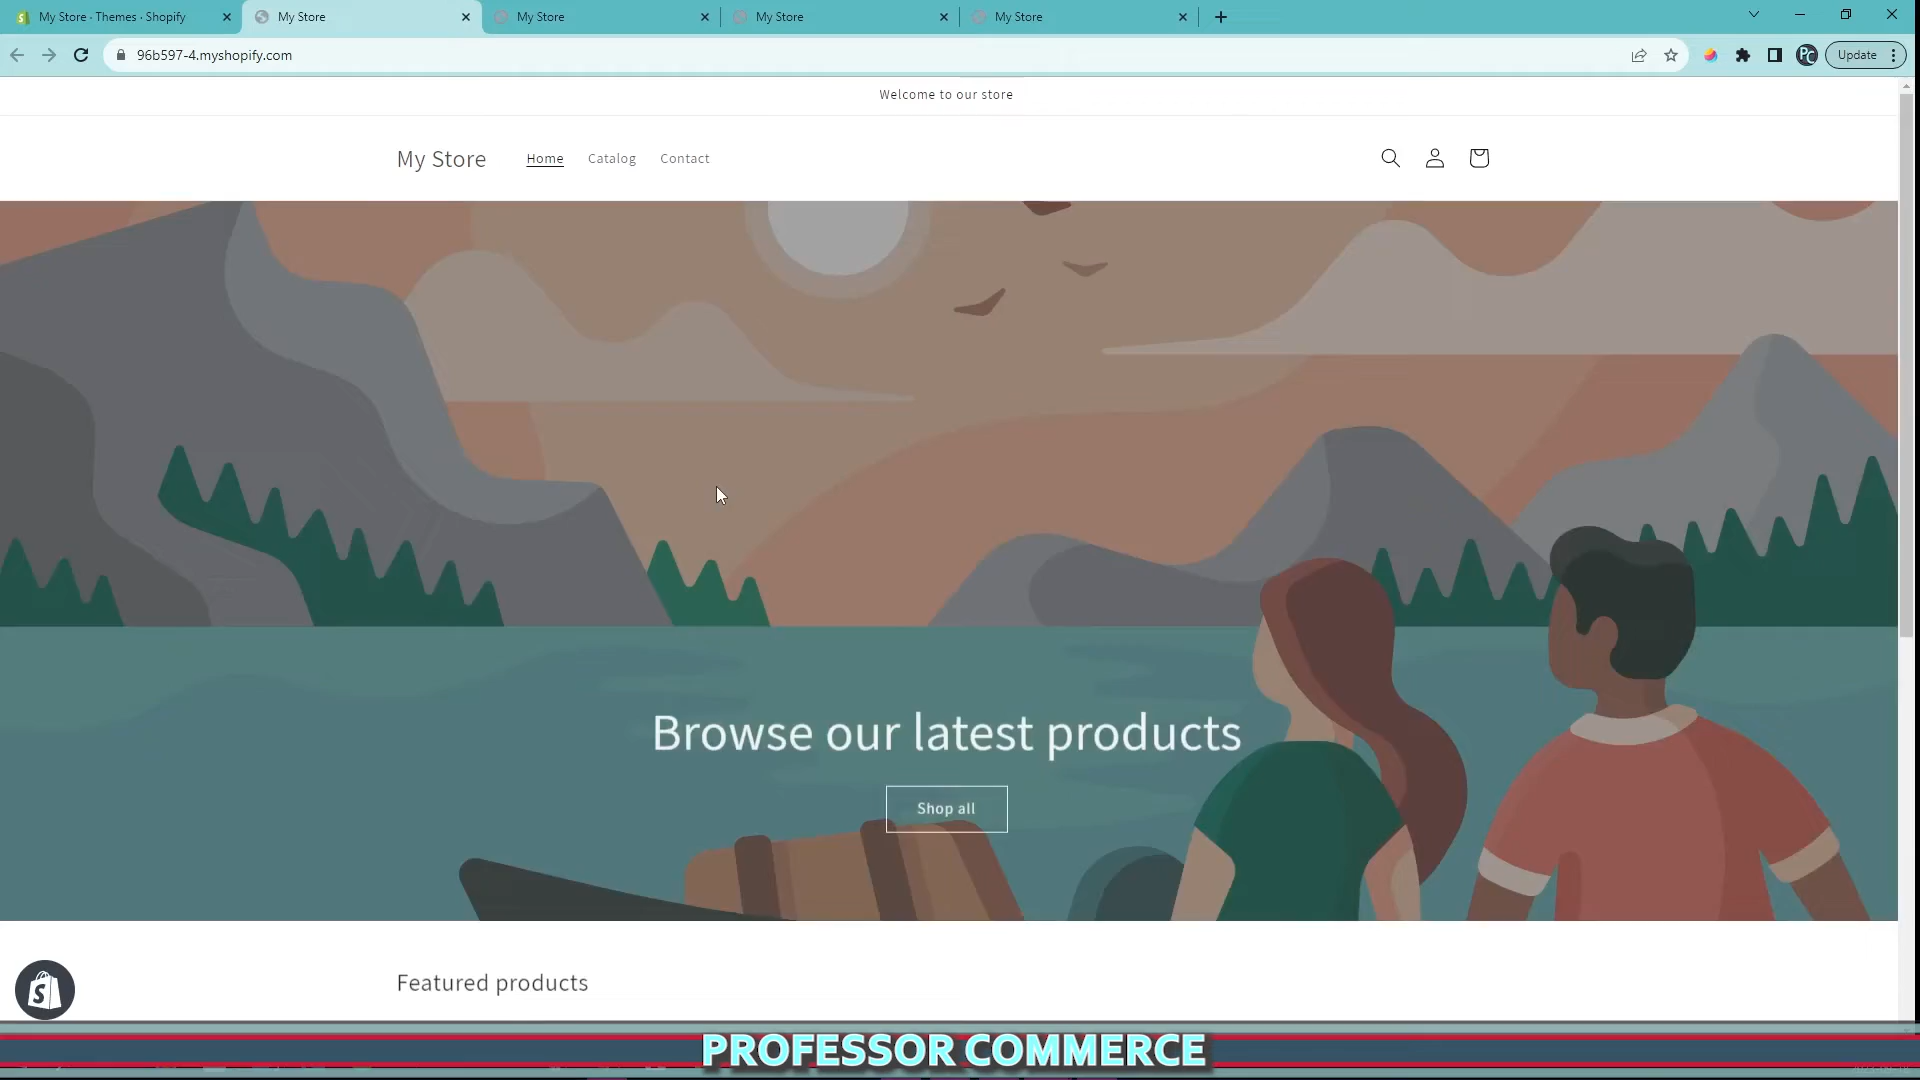 My Store · Themes · Shopify
My Store
My Store
My Store
My Store
96b597-4.myshopify.com
Update
Welcome to our store
My Store
Home
Catalog
Contact
Browse our latest products
Shop all
Featured products
PROFESSOR COMMERCE